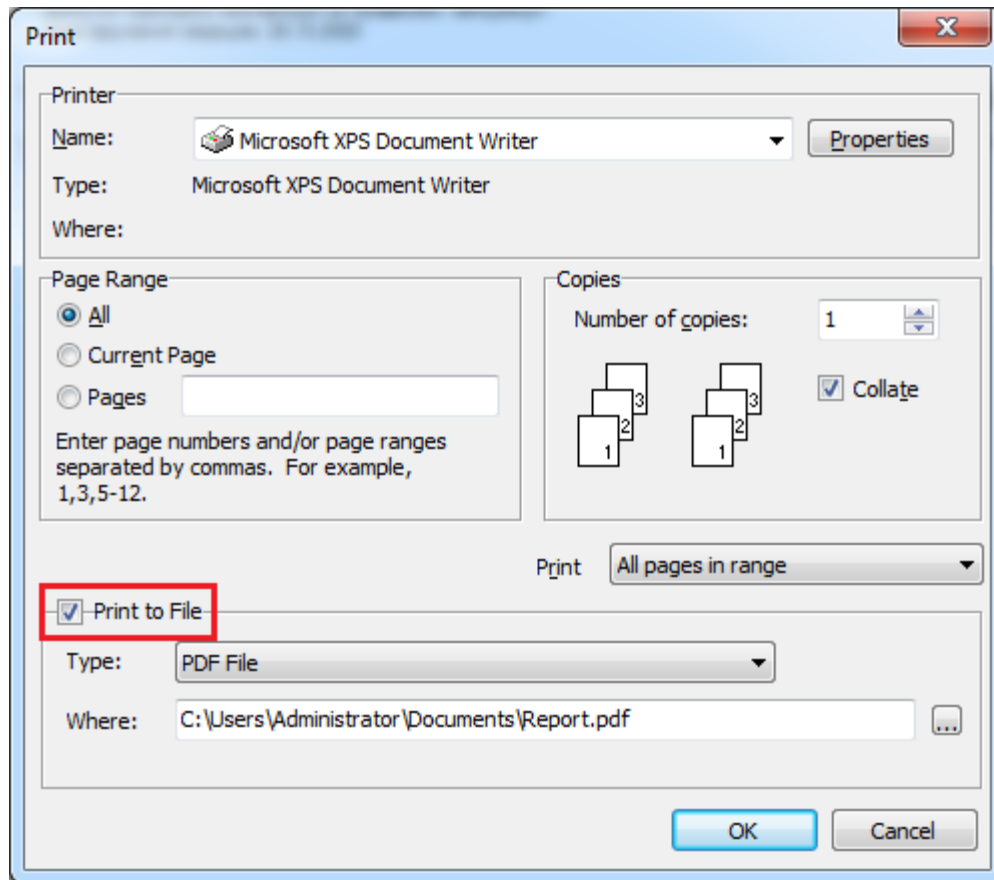 Print
Printer
Name:
Microsoft XPS Document Writer
Properties
Type:
Microsoft XPS Document Writer
Where:
Page Range
All
Current Page
Pages
Enter page numbers and/or page ranges
separated by commas. For example,
1,3,5-12.
Copies
Number of copies:
1
Collate
1 2 3
1 2 3
Print
All pages in range
Print to File
Type:
PDF File
Where:
C:\Users\Administrator\Documents\Report.pdf
...
OK
Cancel